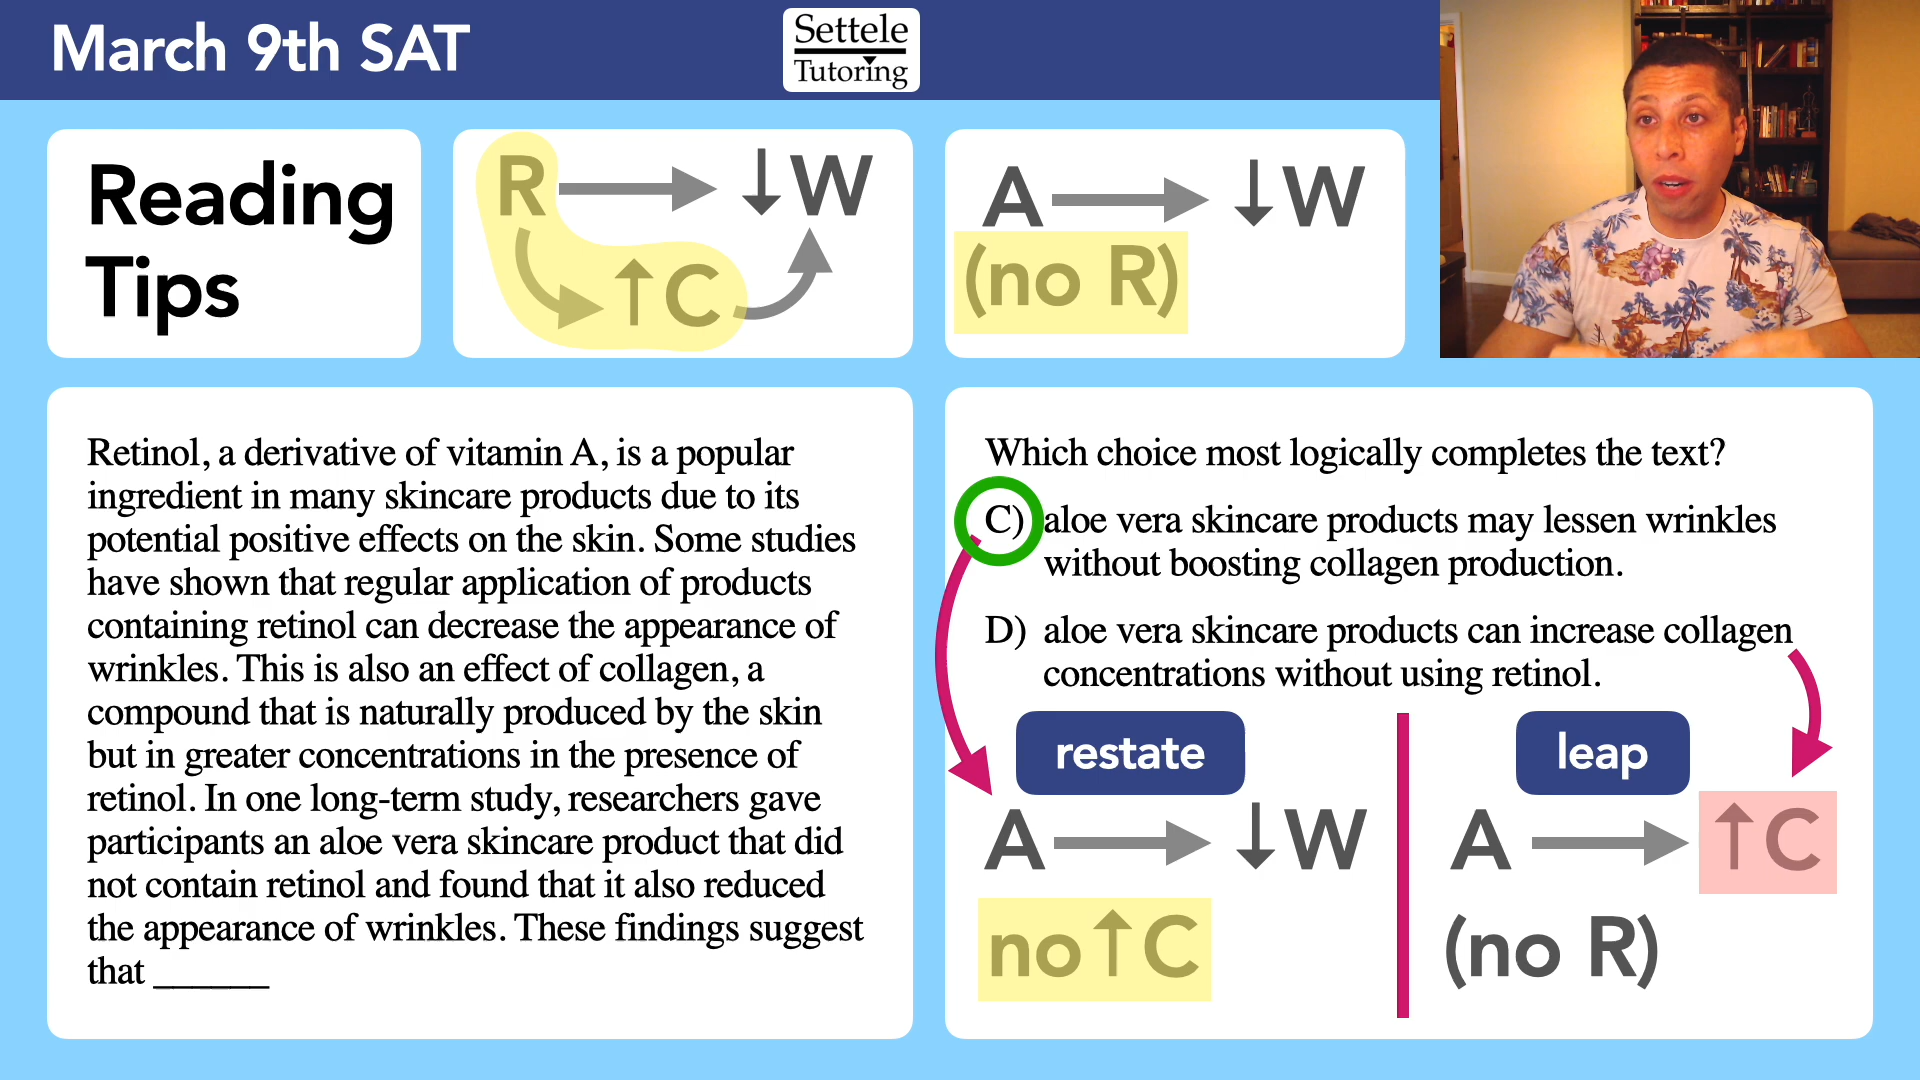 March 9th SAT
Settele
Tutoring
Reading
Tips
R → ↓W
↑C
A → ↓W
(no R)
Retinol, a derivative of vitamin A, is a popular
ingredient in many skincare products due to its
potential positive effects on the skin. Some studies
have shown that regular application of products
containing retinol can decrease the appearance of
wrinkles. This is also an effect of collagen, a
compound that is naturally produced by the skin
but in greater concentrations in the presence of
retinol. In one long-term study, researchers gave
participants an aloe vera skincare product that did
not contain retinol and found that it also reduced
the appearance of wrinkles. These findings suggest
that ______
Which choice most logically completes the text?
C) aloe vera skincare products may lessen wrinkles
without boosting collagen production.
D) aloe vera skincare products can increase collagen
concentrations without using retinol.
restate
A → ↓W
no↑C
leap
A → ↑C
(no R)